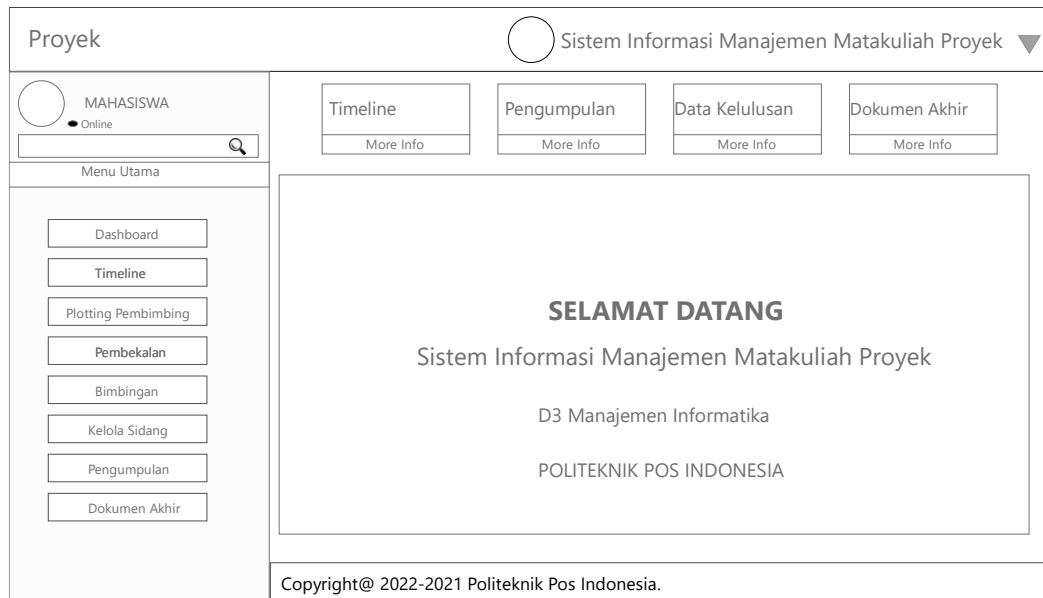 Proyek
Sistem Informasi Manajemen Matakuliah Proyek
MAHASISWA
Online
Menu Utama
Dashboard
Timeline
Plotting Pembimbing
Pembekalan
Bimbingan
Kelola Sidang
Pengumpulan
Dokumen Akhir
Timeline
More Info
Pengumpulan
More Info
Data Kelulusan
More Info
Dokumen Akhir
More Info
SELAMAT DATANG
Sistem Informasi Manajemen Matakuliah Proyek
D3 Manajemen Informatika
POLITEKNIK POS INDONESIA
Copyright@ 2022-2021 Politeknik Pos Indonesia.